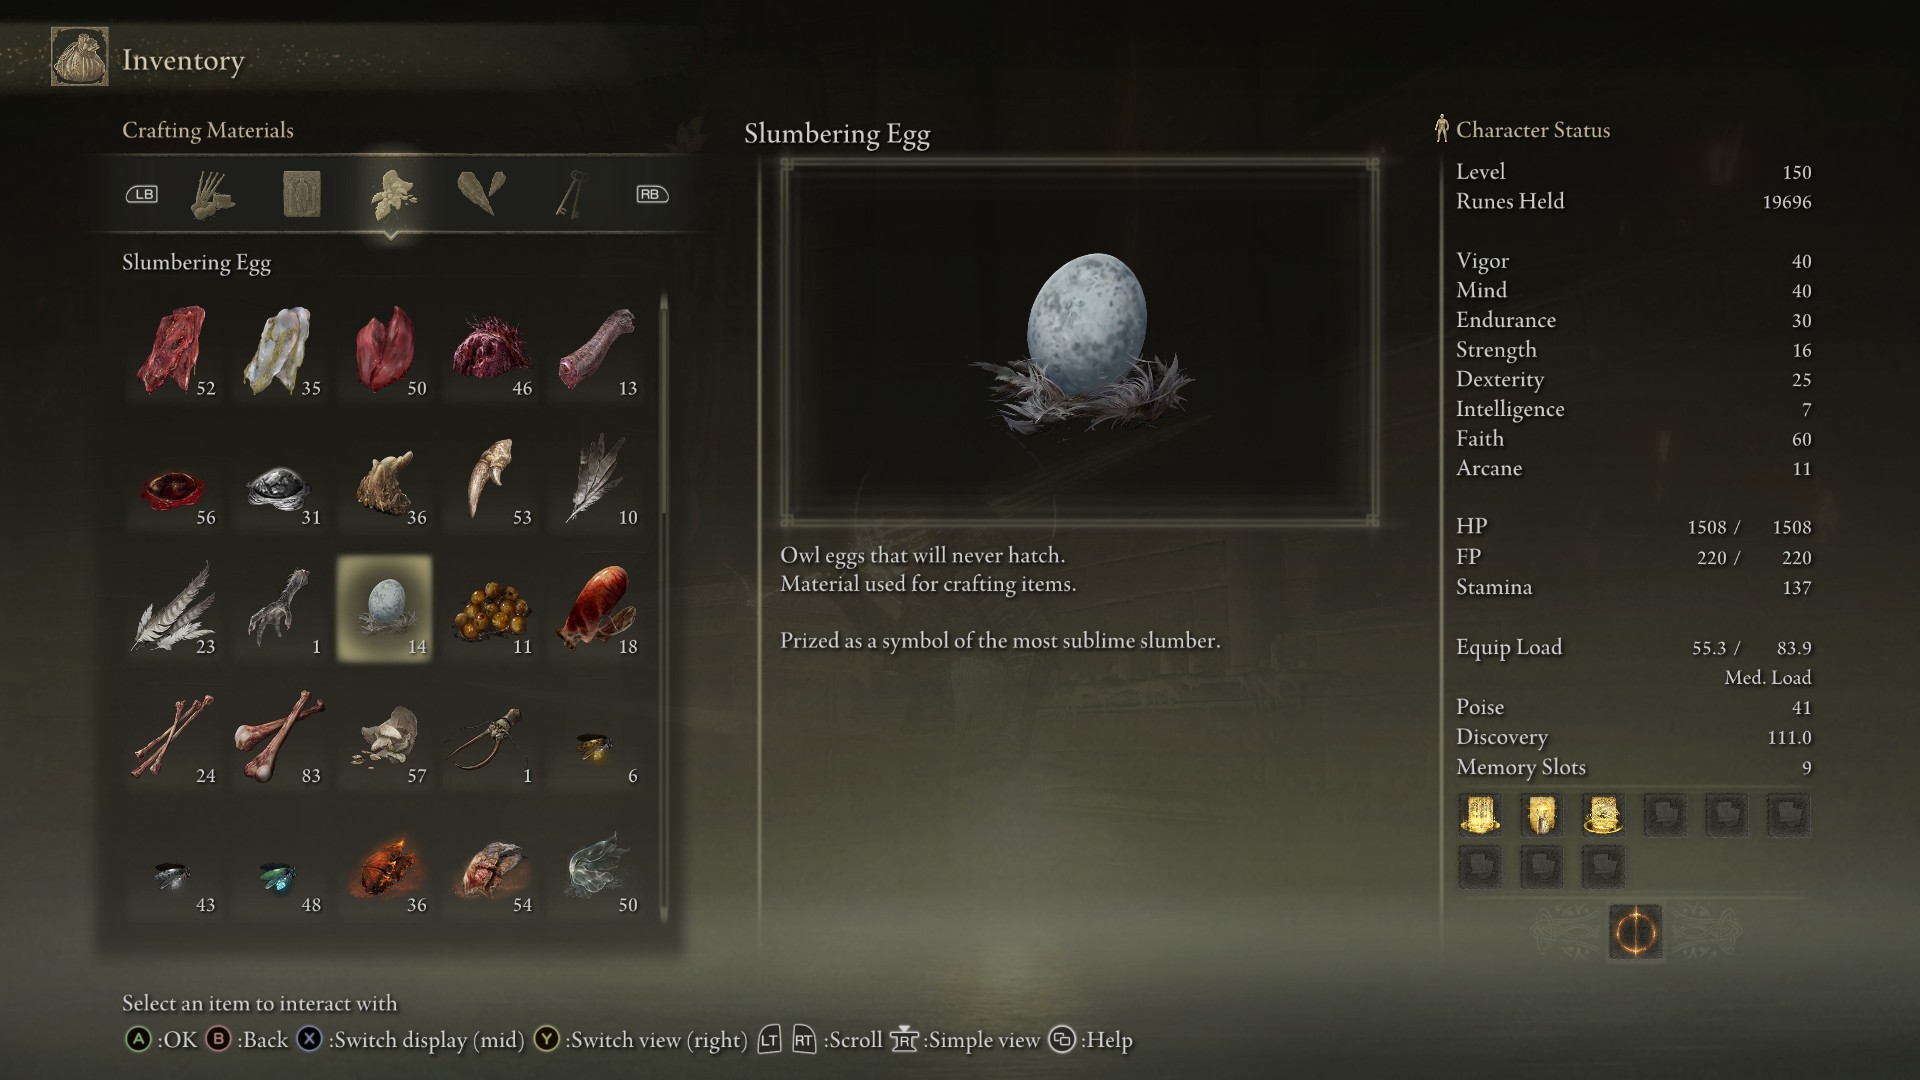 Inventory
Crafting Materials
LB
RB
Slumbering Egg
52
35
50
46
13
56
31
36
53
10
23
1
14
11
18
24
83
57
1
6
43
48
36
54
50
Slumbering Egg
Owl eggs that will never hatch.
Material used for crafting items.
Prized as a symbol of the most sublime slumber.
Character Status
Level 150
Runes Held 19696
Vigor 40
Mind 40
Endurance 30
Strength 16
Dexterity 25
Intelligence 7
Faith 60
Arcane 11
HP 1508 / 1508
FP 220 / 220
Stamina 137
Equip Load 55.3 / 83.9
Med. Load
Poise 41
Discovery 111.0
Memory Slots 9
Select an item to interact with
A :OK B :Back X :Switch display (mid) Y :Switch view (right) LT RT :Scroll R :Simple view :Help